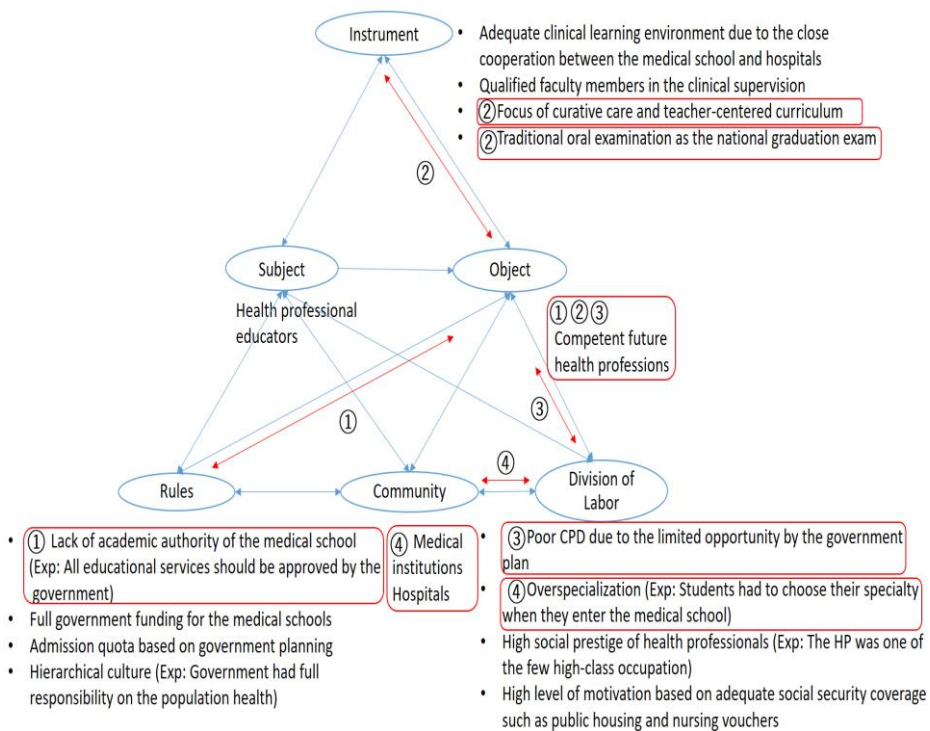 Instrument
• Adequate clinical learning environment due to the close
cooperation between the medical school and hospitals
• Qualified faculty members in the clinical supervision
• ②Focus of curative care and teacher-centered curriculum
• ②Traditional oral examination as the national graduation exam
②
Subject
Object
Health professional
educators
① ② ③
Competent future
health professions
①
③
④
Rules
Community
Division of
Labor
• ① Lack of academic authority of the medical school
(Exp: All educational services should be approved by the
government)
• Full government funding for the medical schools
• Admission quota based on government planning
• Hierarchical culture (Exp: Government had full
responsibility on the population health)
④ Medical
institutions
Hospitals
• ③Poor CPD due to the limited opportunity by the government
plan
• ④Overspecialization (Exp: Students had to choose their specialty
when they enter the medical school)
• High social prestige of health professionals (Exp: The HP was one of
the few high-class occupation)
• High level of motivation based on adequate social security coverage
such as public housing and nursing vouchers